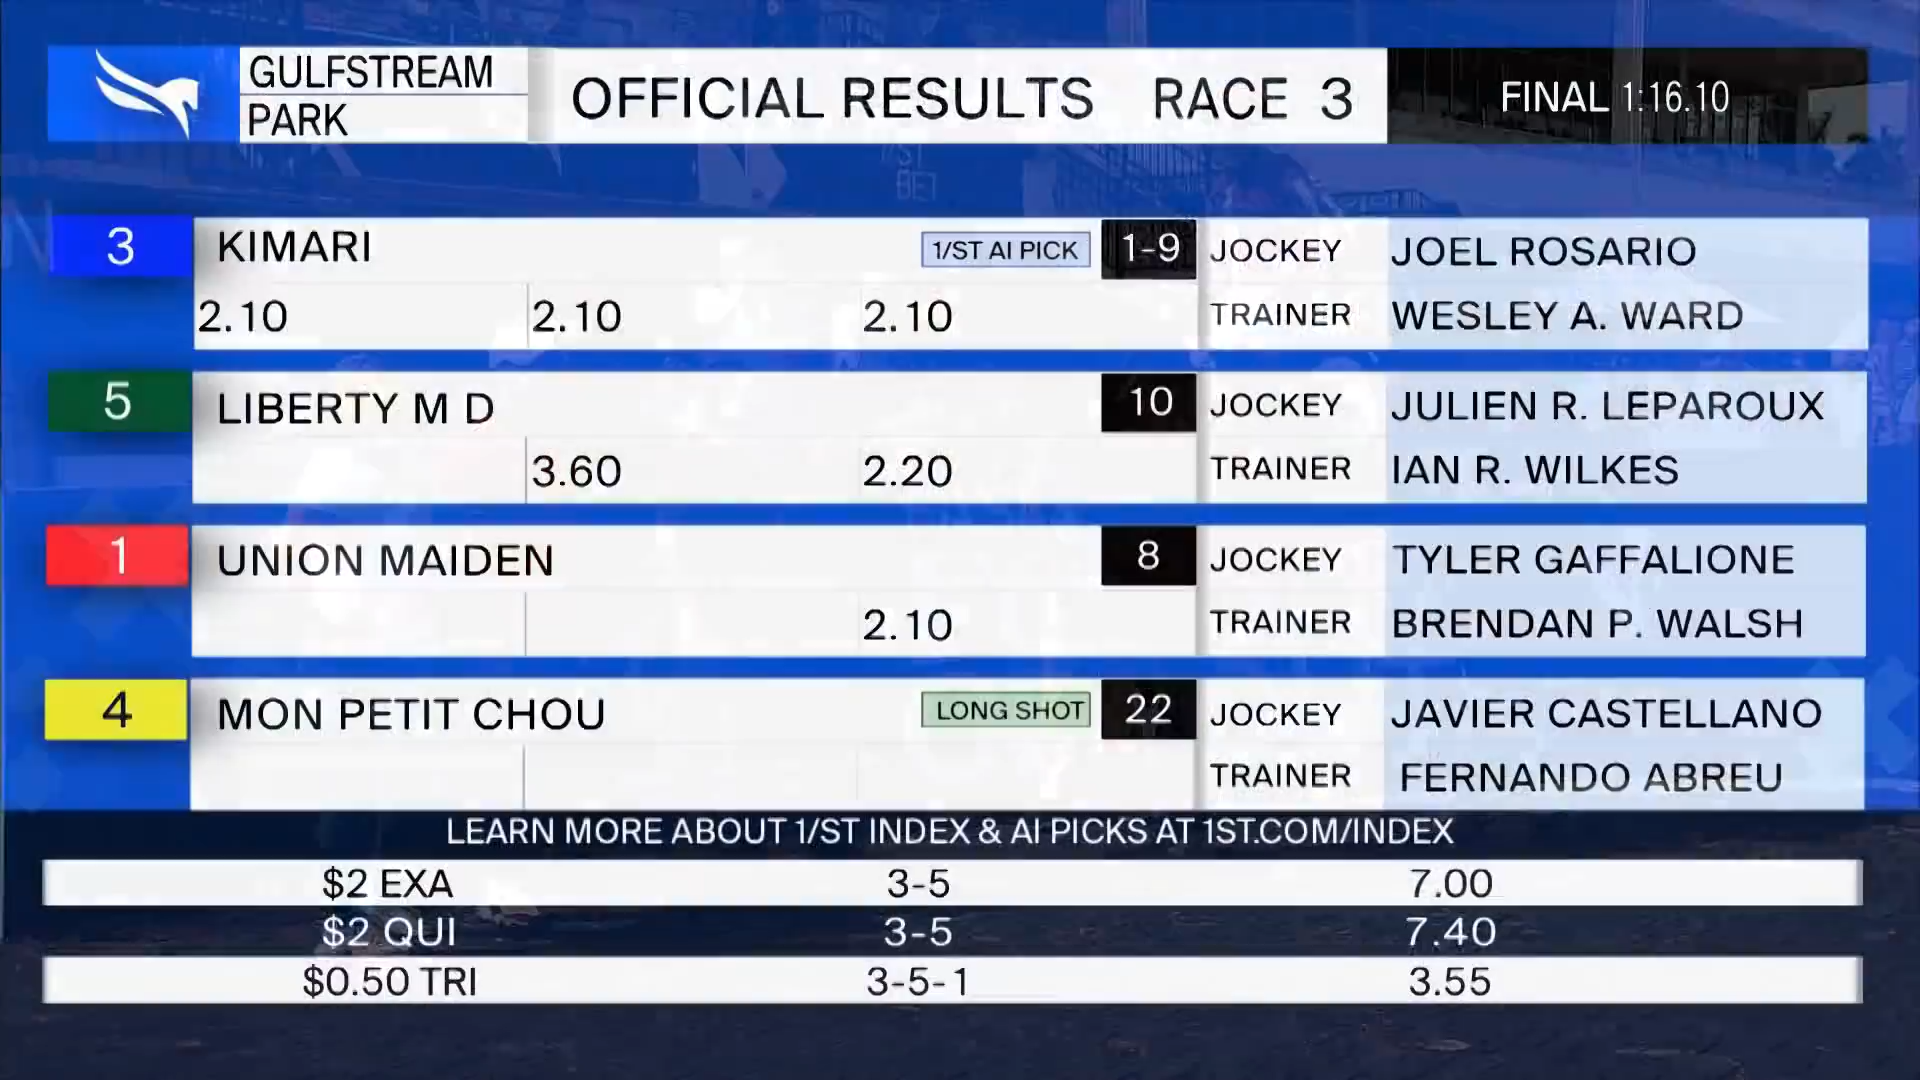 GULFSTREAM
PARK
OFFICIAL RESULTS RACE 3
FINAL 1:16.10
1/ST
BET
3 KIMARI 1/ST AI PICK 1-9 JOCKEY JOEL ROSARIO
2.10 2.10 2.10 TRAINER WESLEY A. WARD
5 LIBERTY M D 10 JOCKEY JULIEN R. LEPAROUX
3.60 2.20 TRAINER IAN R. WILKES
1 UNION MAIDEN 8 JOCKEY TYLER GAFFALIONE
2.10 TRAINER BRENDAN P. WALSH
4 MON PETIT CHOU LONG SHOT 22 JOCKEY JAVIER CASTELLANO
TRAINER FERNANDO ABREU
LEARN MORE ABOUT 1/ST INDEX & AI PICKS AT 1ST.COM/INDEX
$2 EXA 3-5 7.00
$2 QUI 3-5 7.40
$0.50 TRI 3-5-1 3.55